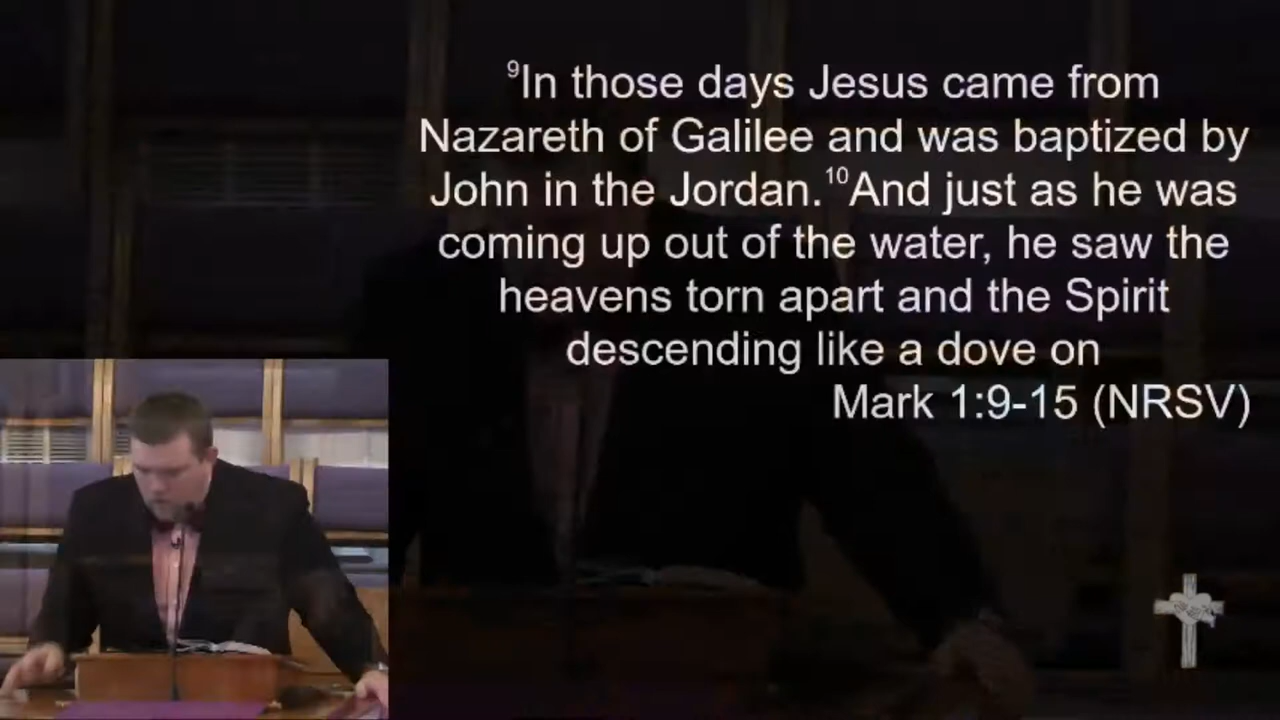 ⁹In those days Jesus came from
Nazareth of Galilee and was baptized by
John in the Jordan.¹⁰And just as he was
coming up out of the water, he saw the
heavens torn apart and the Spirit
descending like a dove on
Mark 1:9-15 (NRSV)